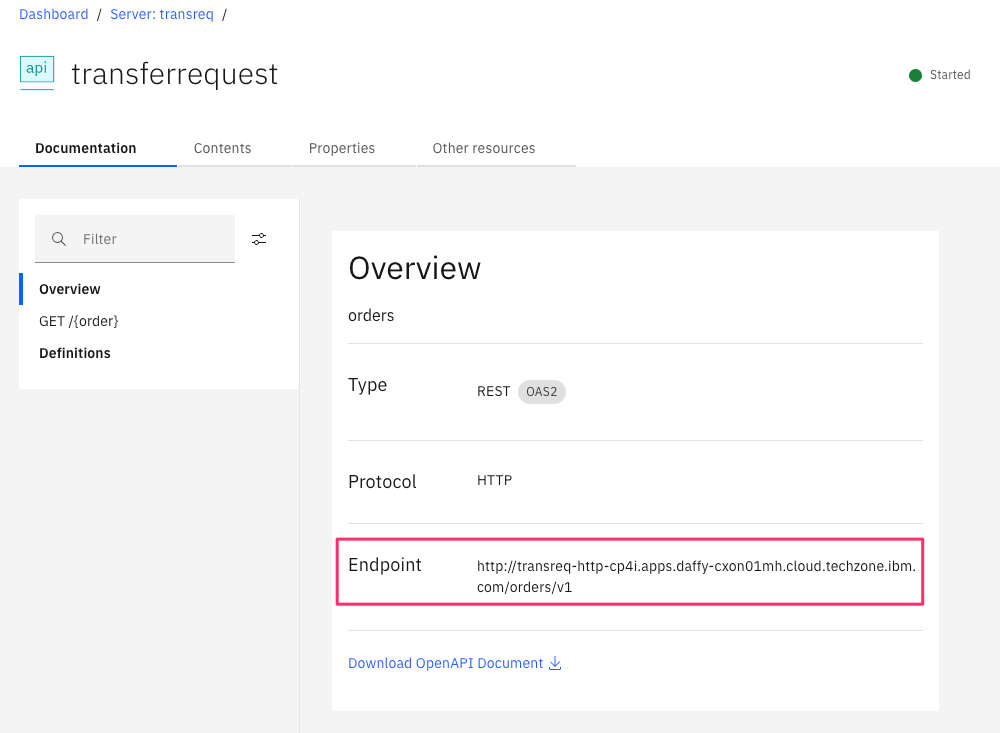 Dashboard / Server: transreq /
api
transferrequest
Started
Documentation Contents Properties Other resources
Filter
Overview
GET /{order}
Definitions
Overview
orders
Type REST OAS2
Protocol HTTP
Endpoint http://transreq-http-cp4i.apps.daffy-cxon01mh.cloud.techzone.ibm.
com/orders/v1
Download OpenAPI Document